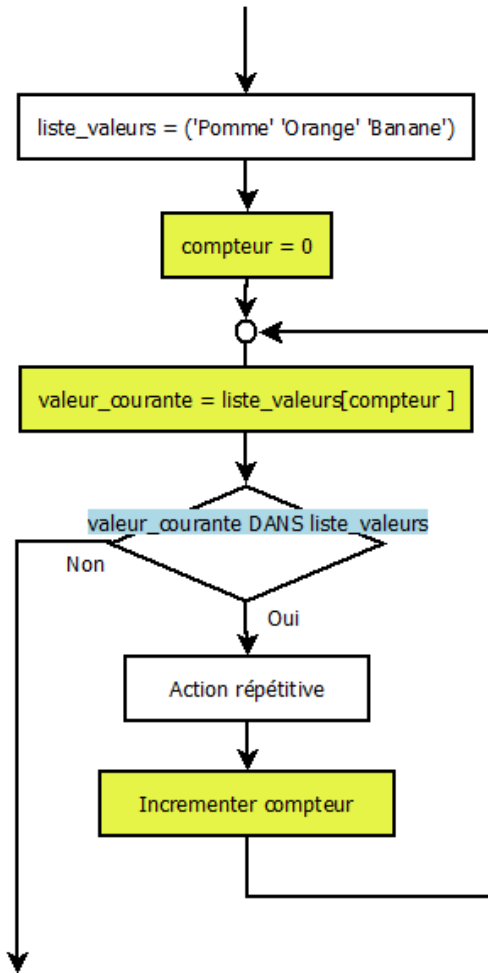 liste_valeurs = ('Pomme' 'Orange' 'Banane')
compteur = 0
valeur_courante = liste_valeurs[compteur ]
valeur_courante DANS liste_valeurs
Non
Oui
Action répétitive
Incrementer compteur